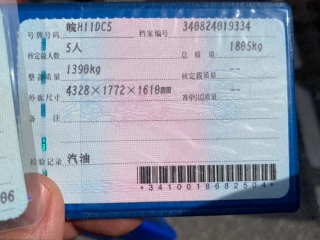 号牌号码 皖H11DC5 档案编号 340824019334
核定载人数 5人 总质量 1805kg
整备质量 1390kg 核定载质量 --
外廓尺寸 4328×1772×1610mm 准牵引总质量 --
备注
检验记录 汽油
*3410018682504*
06